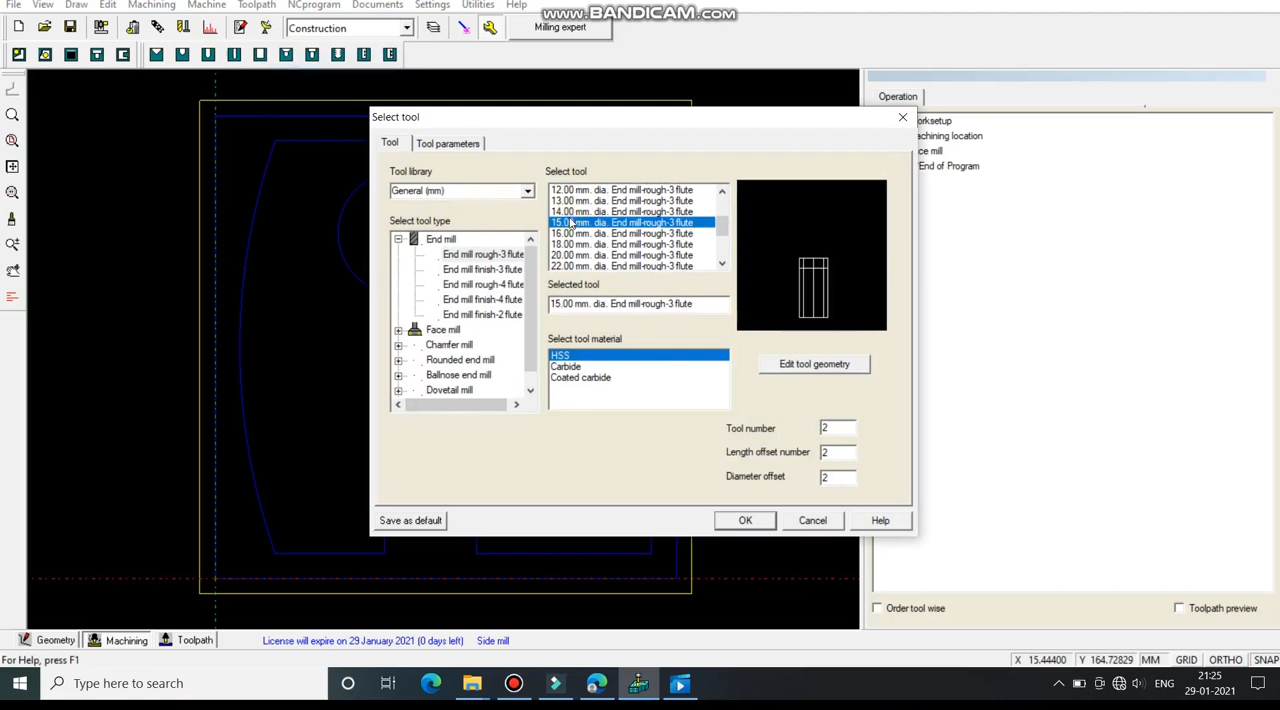 File View Draw Edit Machining Machine Toolpath NCprogram Documents Settings Utilities Help
www.BANDICAM.com
Construction
Milling expert
Operation
orksetup
achining location
ce mill
End of Program
Select tool
Tool
Tool parameters
Tool library
General (mm)
Select tool type
End mill
End mill rough-3 flute
End mill finish-3 flute
End mill rough-4 flute
End mill finish-4 flute
End mill finish-2 flute
Face mill
Chamfer mill
Rounded end mill
Ballnose end mill
Dovetail mill
Select tool
12.00 mm. dia. End mill-rough-3 flute
13.00 mm. dia. End mill-rough-3 flute
14.00 mm. dia. End mill-rough-3 flute
15.00 mm. dia. End mill-rough-3 flute
16.00 mm. dia. End mill-rough-3 flute
18.00 mm. dia. End mill-rough-3 flute
20.00 mm. dia. End mill-rough-3 flute
22.00 mm. dia. End mill-rough-3 flute
Selected tool
15.00 mm. dia. End mill-rough-3 flute
Select tool material
HSS
Carbide
Coated carbide
Edit tool geometry
Tool number 2
Length offset number 2
Diameter offset 2
Save as default
OK
Cancel
Help
Order tool wise
Toolpath preview
Geometry
Machining
Toolpath
License will expire on 29 January 2021 (0 days left)
Side mill
For Help, press F1
X 15.44400 Y 164.72829 MM GRID ORTHO SNAP
Type here to search
ENG
21:25
29-01-2021